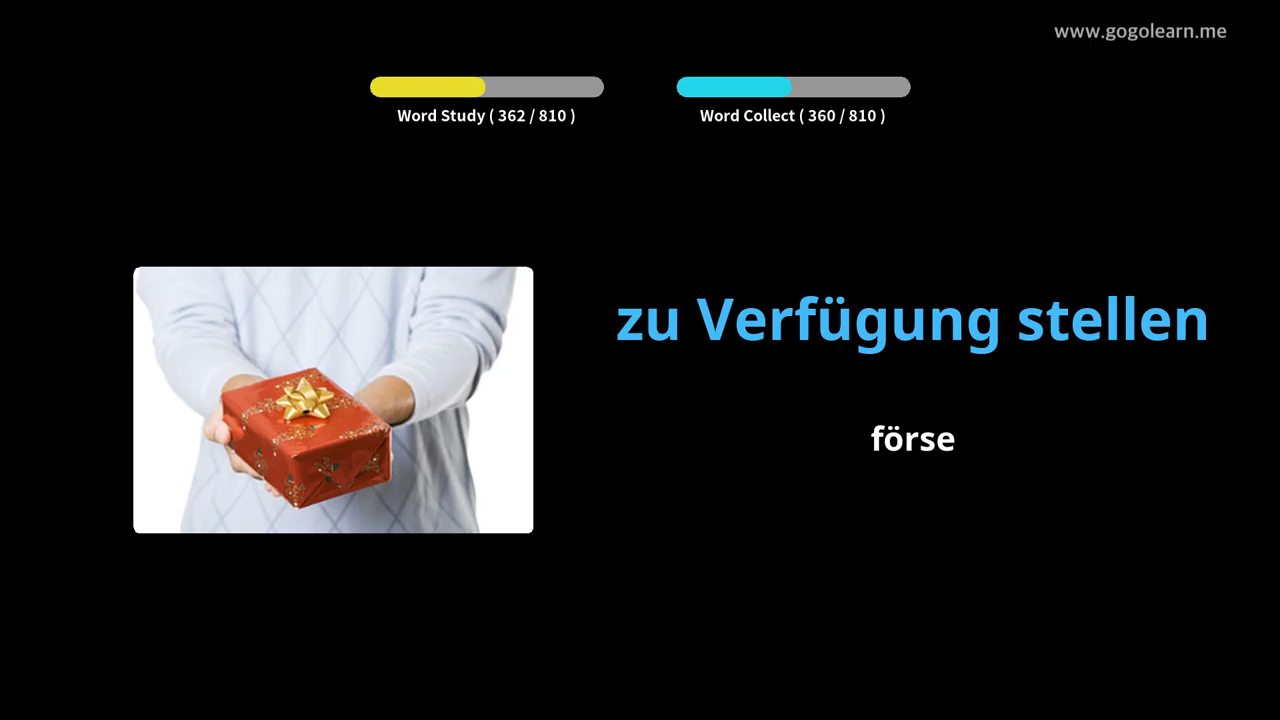 www.gogolearn.me
Word Study ( 362 / 810 )
Word Collect ( 360 / 810 )
zu Verfügung stellen
förse